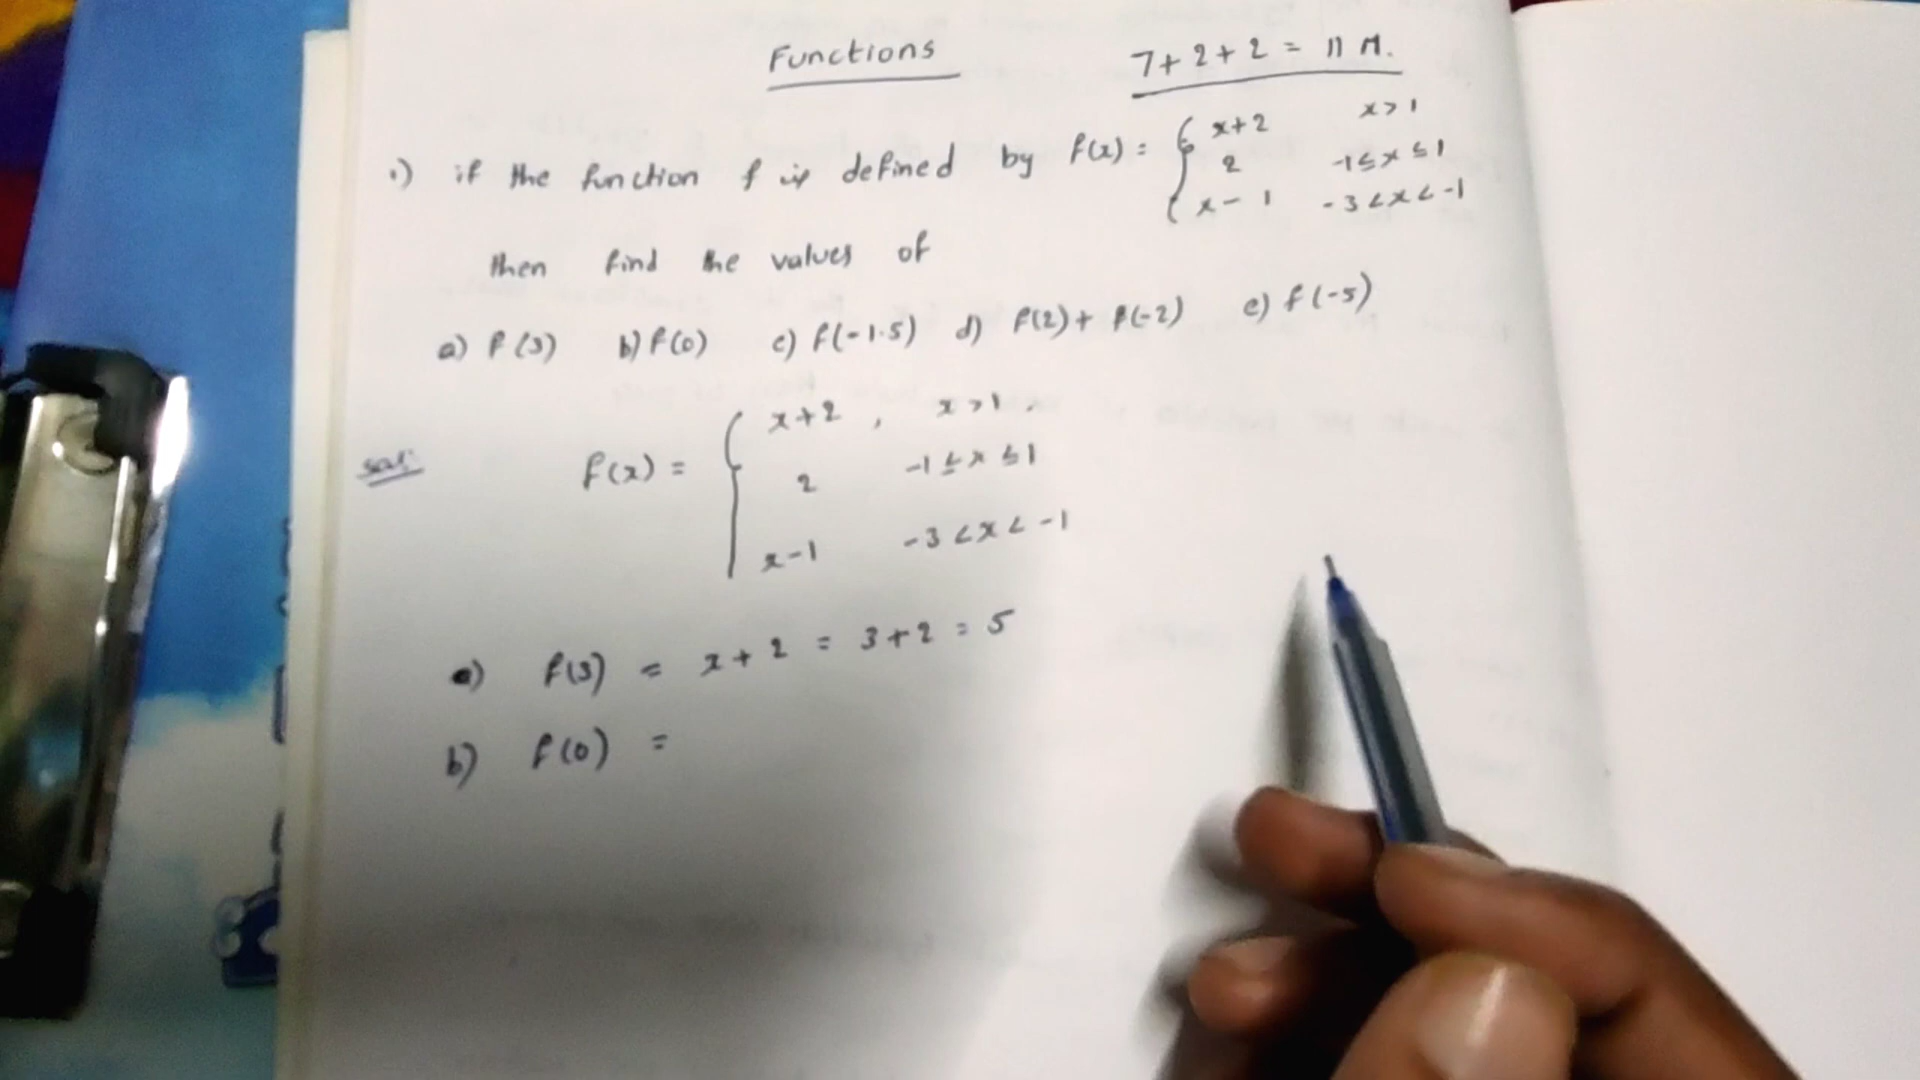 Functions 7+2+2 = 11 M.
1) if the function f is defined by f(x) = { x+2 x>1
2 -1≤x≤1
x-1 -3<x<-1
then find the values of
a) f(3) b) f(0) c) f(-1.5) d) f(2)+ f(-2) e) f(-5)
Sol: f(x) = { x+2 , x>1.
2 -1≤x≤1
x-1 -3<x<-1
a) f(3) = x+2 = 3+2 = 5
b) f(0) =